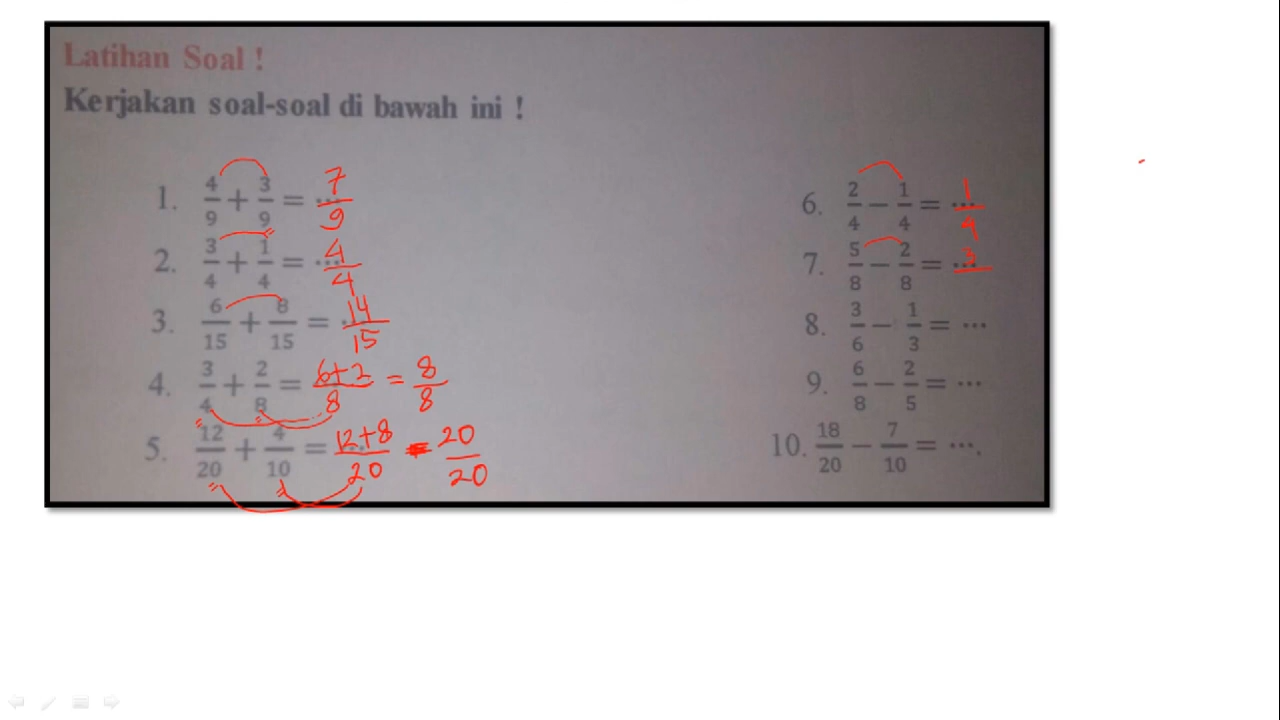 Latihan Soal !
Kerjakan soal-soal di bawah ini !
1. 4/9 + 3/9 = ... 7/9
2. 3/4 + 1/4 = ... 4/4
3. 6/15 + 8/15 = 14/15
4. 3/4 + 2/8 = 6+2/8 = 8/8
5. 12/20 + 4/10 = 12+8/20 = 20/20
6. 2/4 − 1/4 = ... 1/4
7. 5/8 − 2/8 = ... 3/
8. 3/6 − 1/3 = ...
9. 6/8 − 2/5 = ...
10. 18/20 − 7/10 = ....